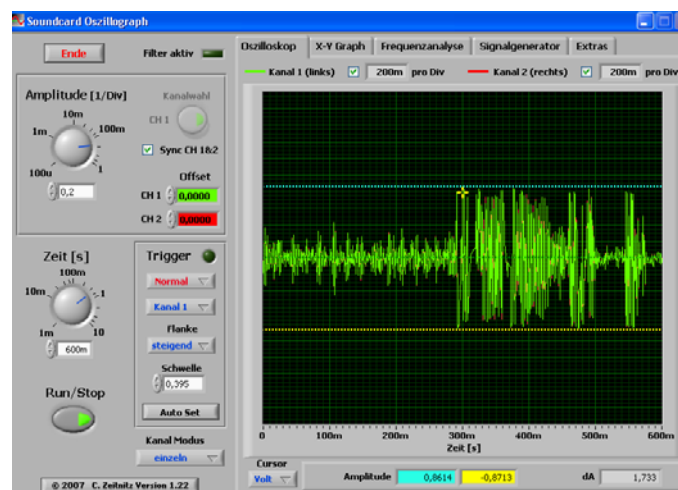 Soundcard Oszillograph
Ende
Filter aktiv
Oszilloskop X-Y Graph Frequenzanalyse Signalgenerator Extras
Kanal 1 (links) 200m pro Div Kanal 2 (rechts) 200m pro Div
Amplitude [1/Div]
10m
1m 100m
100u 1
0,2
Kanalwahl
CH 1
Sync CH 1&2
Offset
CH 1 0,0000
CH 2 0,0000
Zeit [s]
100m
10m 1
1m 10
600m
Run/Stop
Trigger
Normal
Kanal 1
Flanke
steigend
Schwelle
0,395
Auto Set
Kanal Modus
einzeln
0 100m 200m 300m 400m 500m 600m
Zeit [s]
Cursor
Volt Amplitude 0,8614 -0,8713 dA 1,733
© 2007 C. Zeitnitz Version 1.22